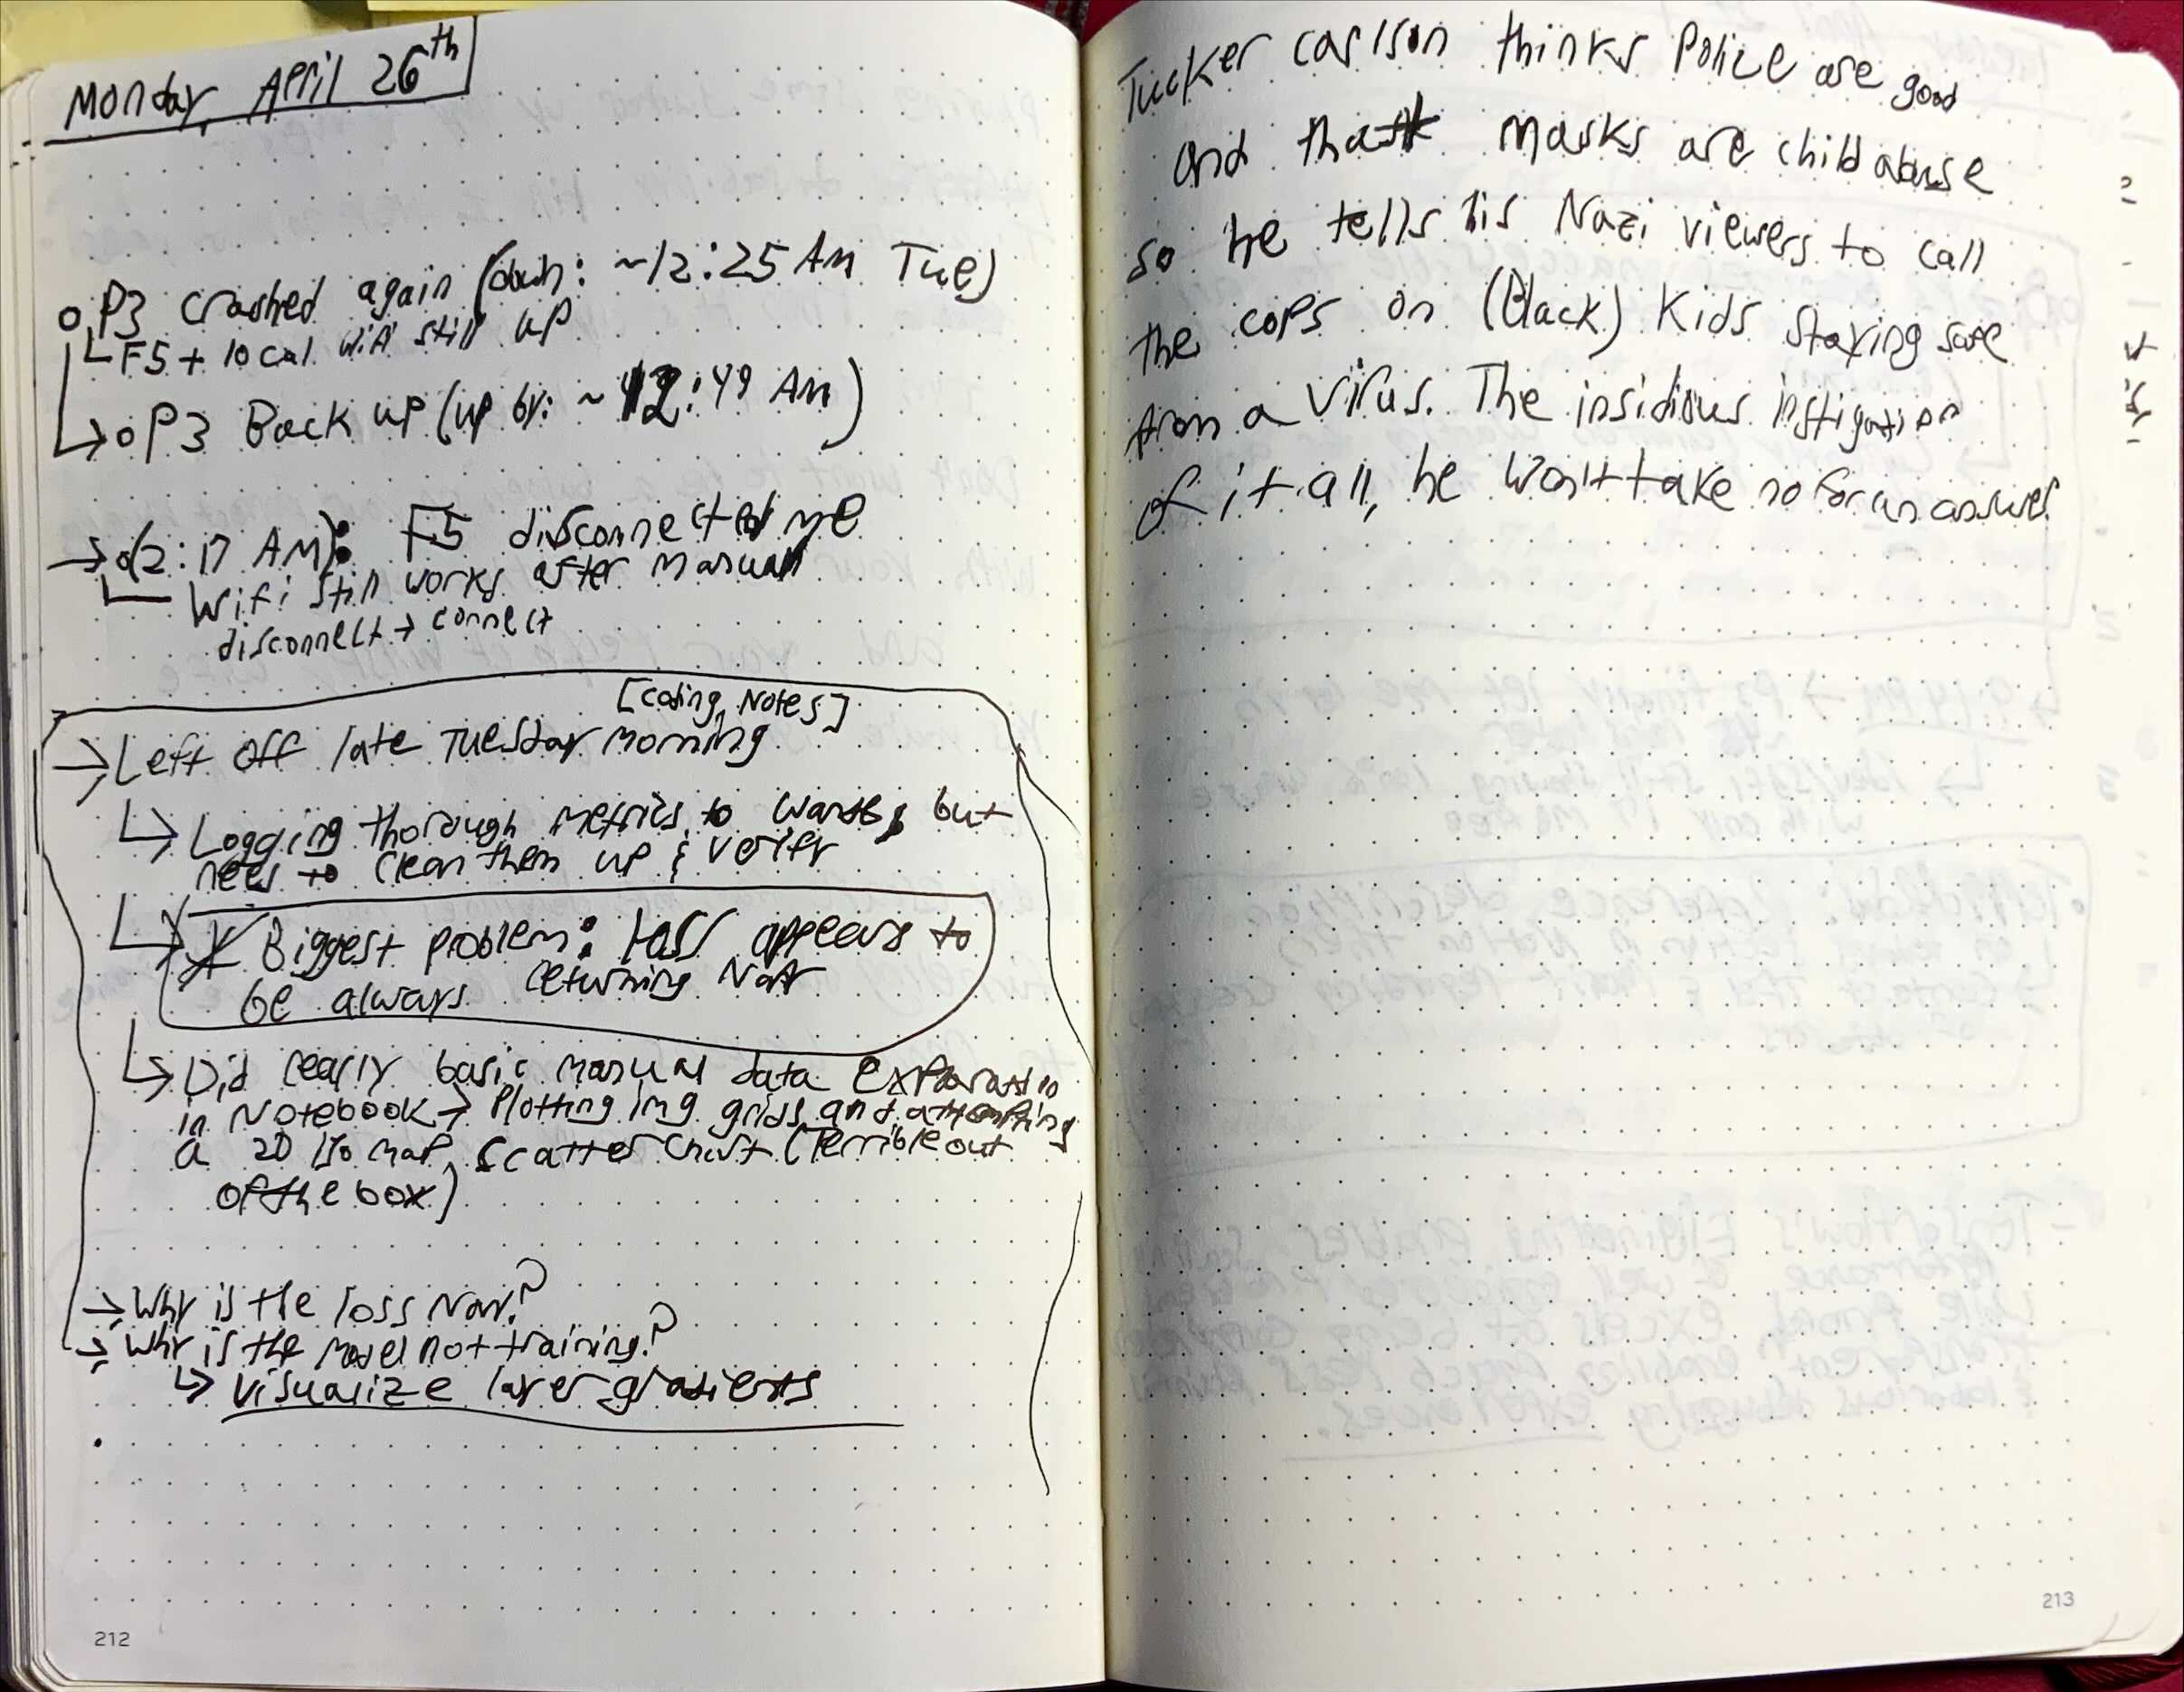 Monday, April 26th
P3 crashed again (down: ~12:25 AM Tue)
F5 + local wifi still up
P3 Back up (up by: ~12:49 AM)
(2:17 AM): F5 disconnected me
Wifi still works after manual
disconnect → connect
[coding Notes]
→ Left off late Tuesday morning
Logging thorough metrics to wandb, but
need to clean them up & verify
Biggest problem: loss appears to
be always returning NaN
Did really basic manual data exploration
in Notebook → Plotting img grids and attempting
a 2D Isomap scatter chart (Terrible out
of the box)
→ Why is the loss NaN?
→ Why is the model not training?
Visualize layer gradients
212
Tucker Carlson thinks Police are good
and that masks are child abuse
so he tells his Nazi viewers to call
the cops on (Black) Kids staying safe
from a virus. The insidious instigation
of it all, he won't take no for an answer
213